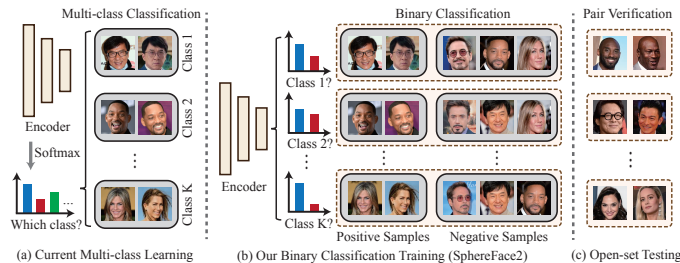 Multi-class Classification
Encoder
Softmax
Which class?
...
Class 1
Class 2
Class K
(a) Current Multi-class Learning
Binary Classification
Encoder
Class 1?
Class 2?
Class K?
Positive Samples
Negative Samples
(b) Our Binary Classification Training (SphereFace2)
Pair Verification
(c) Open-set Testing